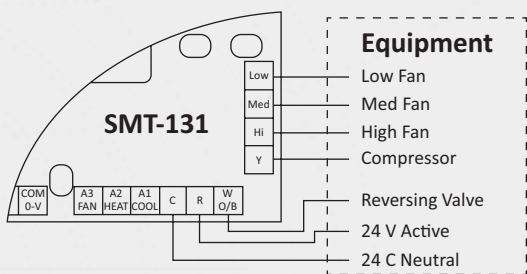 Equipment
Low
Low Fan
Med
Med Fan
SMT-131
Hi
High Fan
Y
Compressor
COM
0-V
A3
FAN
A2
HEAT
A1
COOL
C
R
W
O/B
Reversing Valve
24 V Active
24 C Neutral